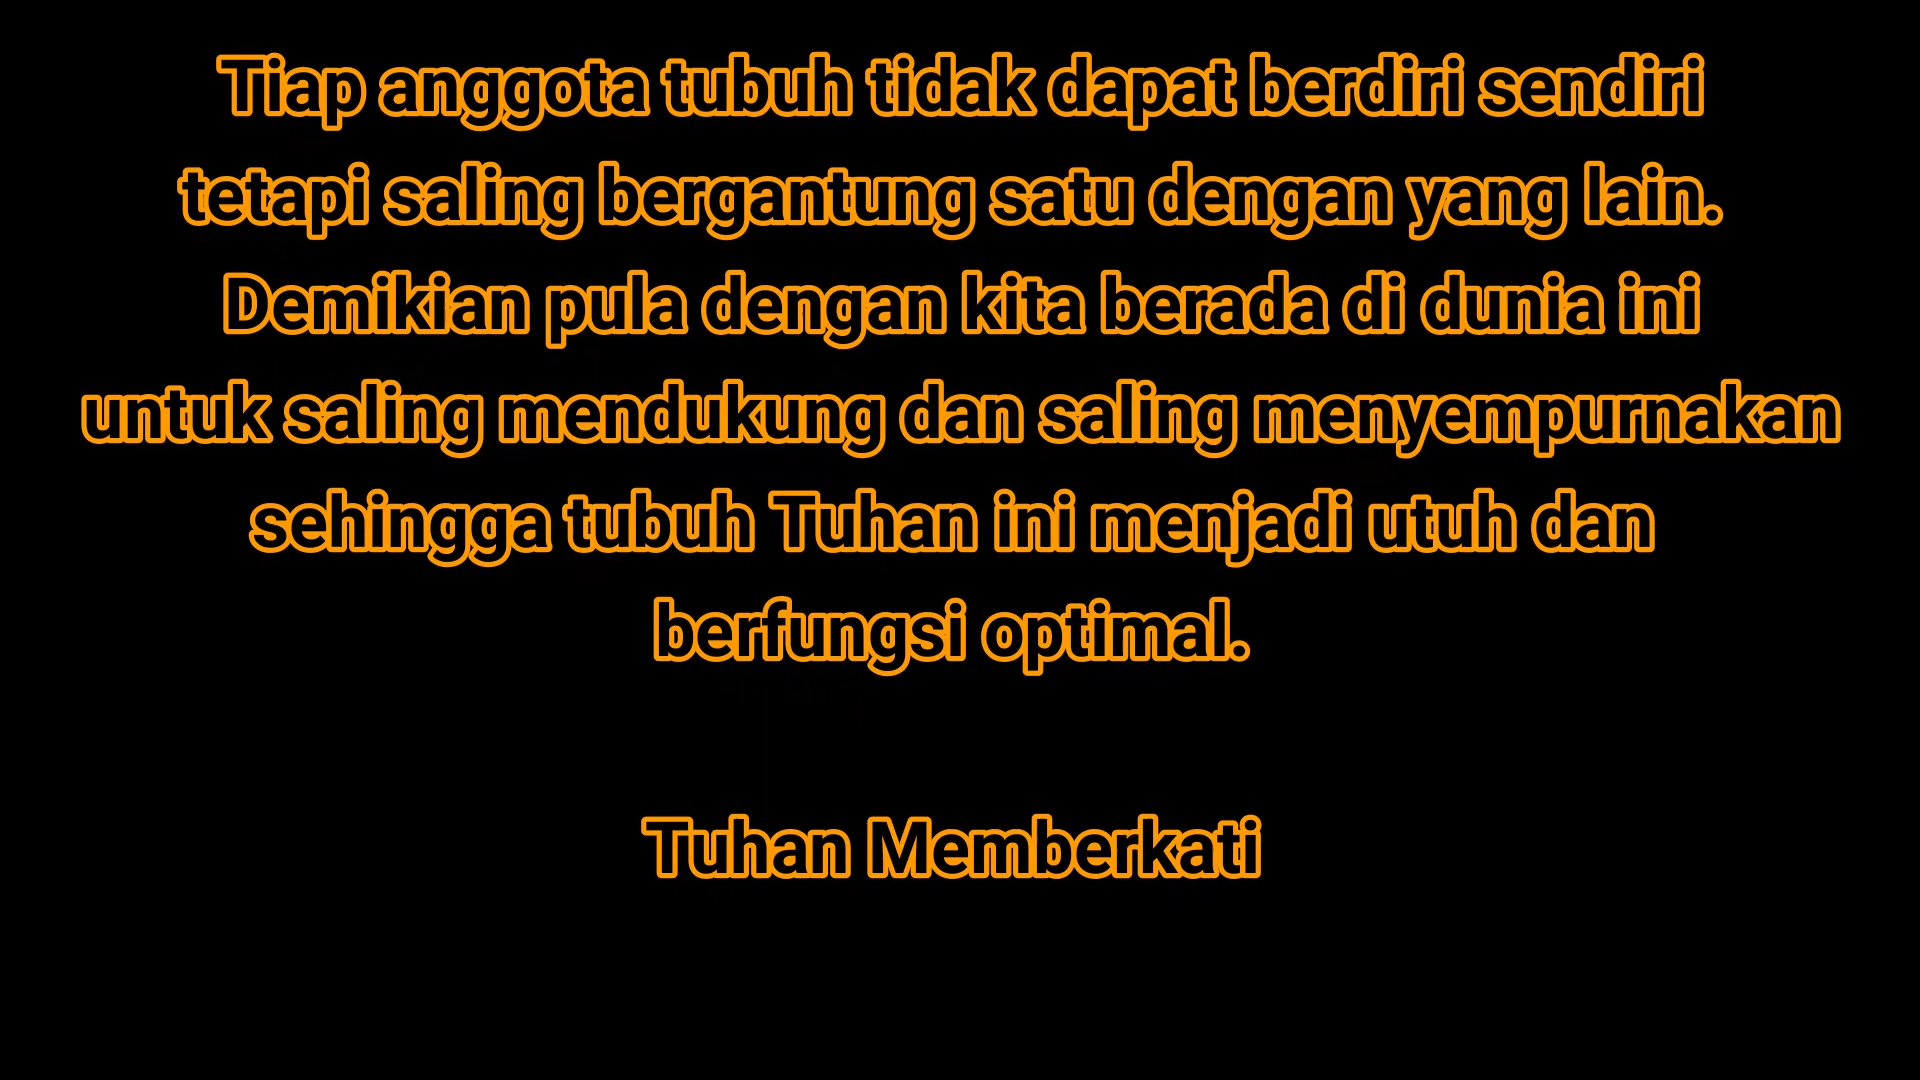 Tiap anggota tubuh tidak dapat berdiri sendiri
tetapi saling bergantung satu dengan yang lain.
Demikian pula dengan kita berada di dunia ini
untuk saling mendukung dan saling menyempurnakan
sehingga tubuh Tuhan ini menjadi utuh dan
berfungsi optimal.
Tuhan Memberkati